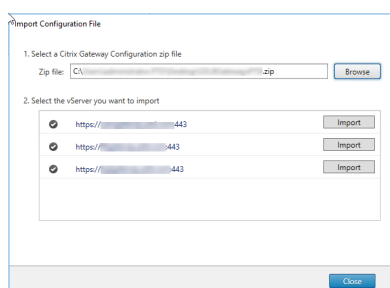 Import Configuration File
1. Select a Citrix Gateway Configuration zip file
Zip file: C:\ .zip Browse
2. Select the vServer you want to import
https:// 443 Import
https:// :443 Import
https:// 443 Import
Close